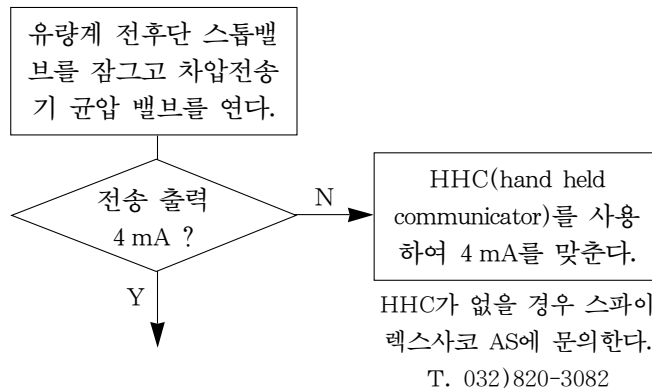 유량계 전후단 스톱밸
브를 잠그고 차압전송
기 균압 밸브를 연다.
전송 출력
4 mA ?
N
HHC(hand held
communicator)를 사용
하여 4 mA를 맞춘다.
Y
HHC가 없을 경우 스파이
렉스사코 AS에 문의한다.
T. 032)820-3082